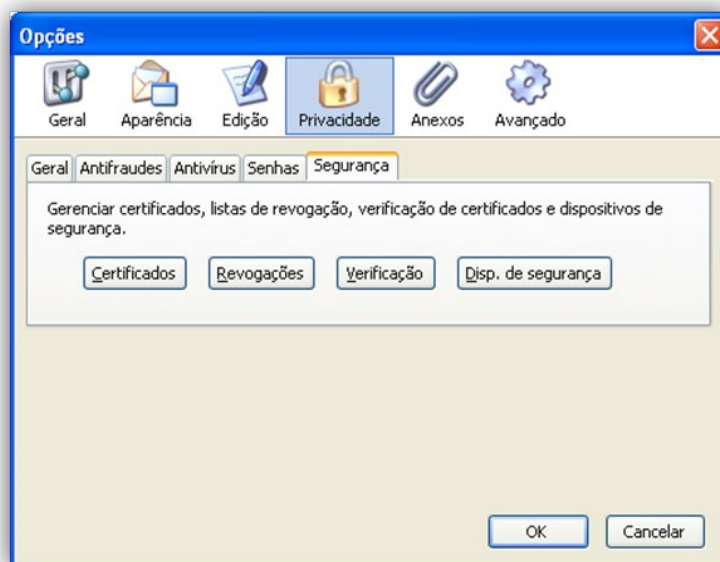 Opções
Geral Aparência Edição Privacidade Anexos Avançado
Geral Antifraudes Antivírus Senhas Segurança
Gerenciar certificados, listas de revogação, verificação de certificados e dispositivos de
segurança.
Certificados Revogações Verificação Disp. de segurança
OK Cancelar